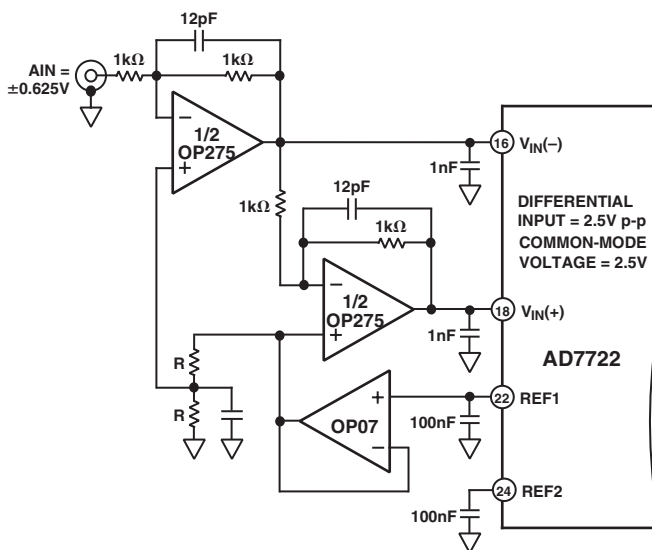 12pF
AIN =
±0.625V
1kΩ
1kΩ
−
1/2
OP275
+
16
VIN(−)
1nF
1kΩ
12pF
1kΩ
DIFFERENTIAL
INPUT = 2.5V p-p
COMMON-MODE
VOLTAGE = 2.5V
−
1/2
OP275
+
18
VIN(+)
1nF
R
R
AD7722
+
OP07
−
22
REF1
100nF
24
REF2
100nF